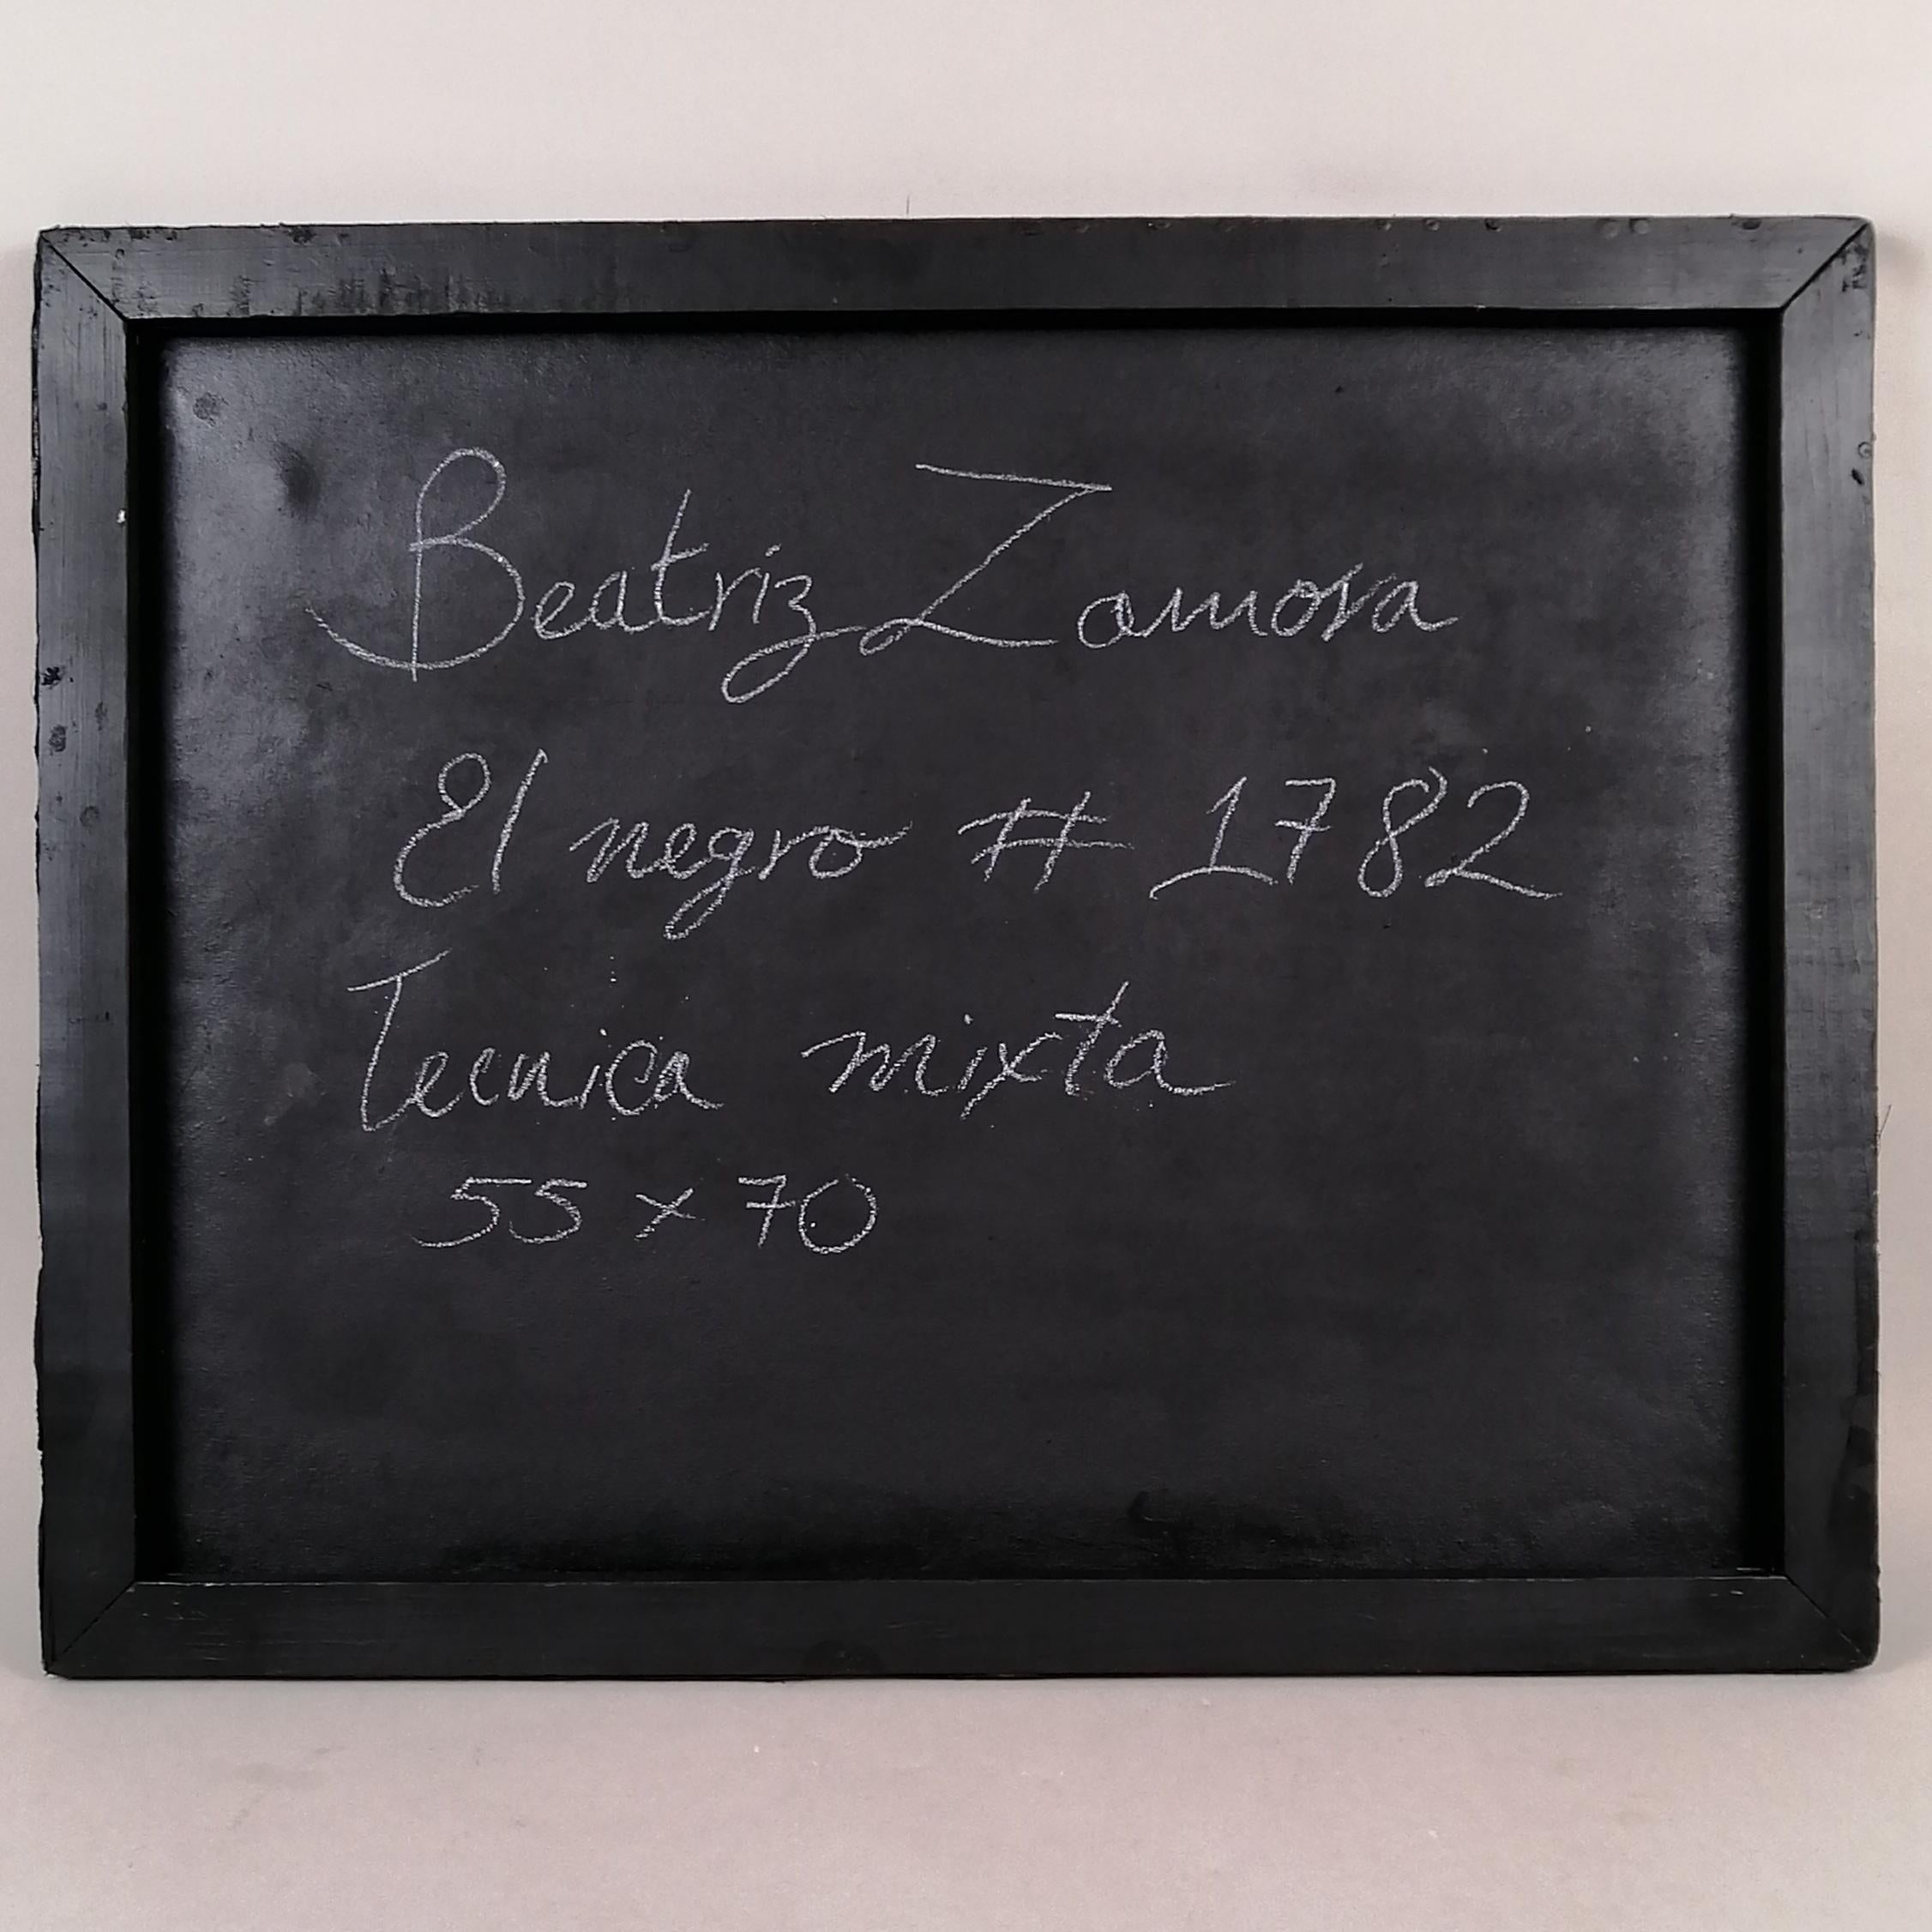 Beatriz Zamora
El negro # 1782
Tecnica mixta
55 x 70